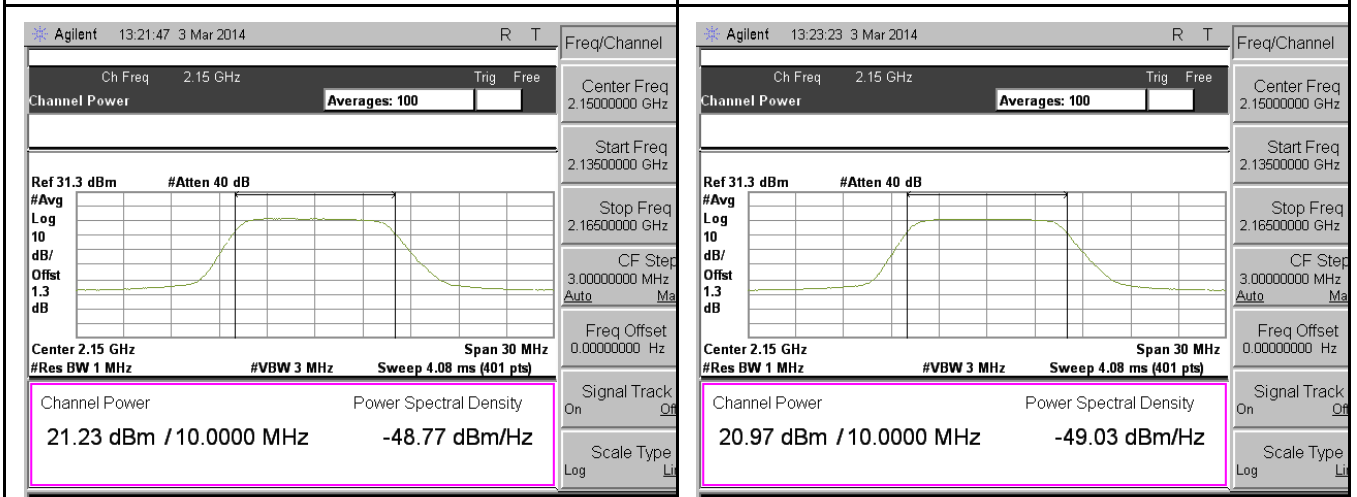 Agilent 13:21:47 3 Mar 2014 R T
Ch Freq 2.15 GHz Trig Free
Channel Power Averages: 100
Ref 31.3 dBm #Atten 40 dB
#Avg
Log
10
dB/
Offst
1.3
dB
Center 2.15 GHz Span 30 MHz
#Res BW 1 MHz #VBW 3 MHz Sweep 4.08 ms (401 pts)
Channel Power Power Spectral Density
21.23 dBm / 10.0000 MHz -48.77 dBm/Hz
Freq/Channel
Center Freq
2.15000000 GHz
Start Freq
2.13500000 GHz
Stop Freq
2.16500000 GHz
CF Step
3.00000000 MHz
Auto Ma
Freq Offset
0.00000000 Hz
Signal Track
On Off
Scale Type
Log Li
Agilent 13:23:23 3 Mar 2014 R T
Ch Freq 2.15 GHz Trig Free
Channel Power Averages: 100
Ref 31.3 dBm #Atten 40 dB
#Avg
Log
10
dB/
Offst
1.3
dB
Center 2.15 GHz Span 30 MHz
#Res BW 1 MHz #VBW 3 MHz Sweep 4.08 ms (401 pts)
Channel Power Power Spectral Density
20.97 dBm / 10.0000 MHz -49.03 dBm/Hz
Freq/Channel
Center Freq
2.15000000 GHz
Start Freq
2.13500000 GHz
Stop Freq
2.16500000 GHz
CF Step
3.00000000 MHz
Auto Ma
Freq Offset
0.00000000 Hz
Signal Track
On Off
Scale Type
Log Li